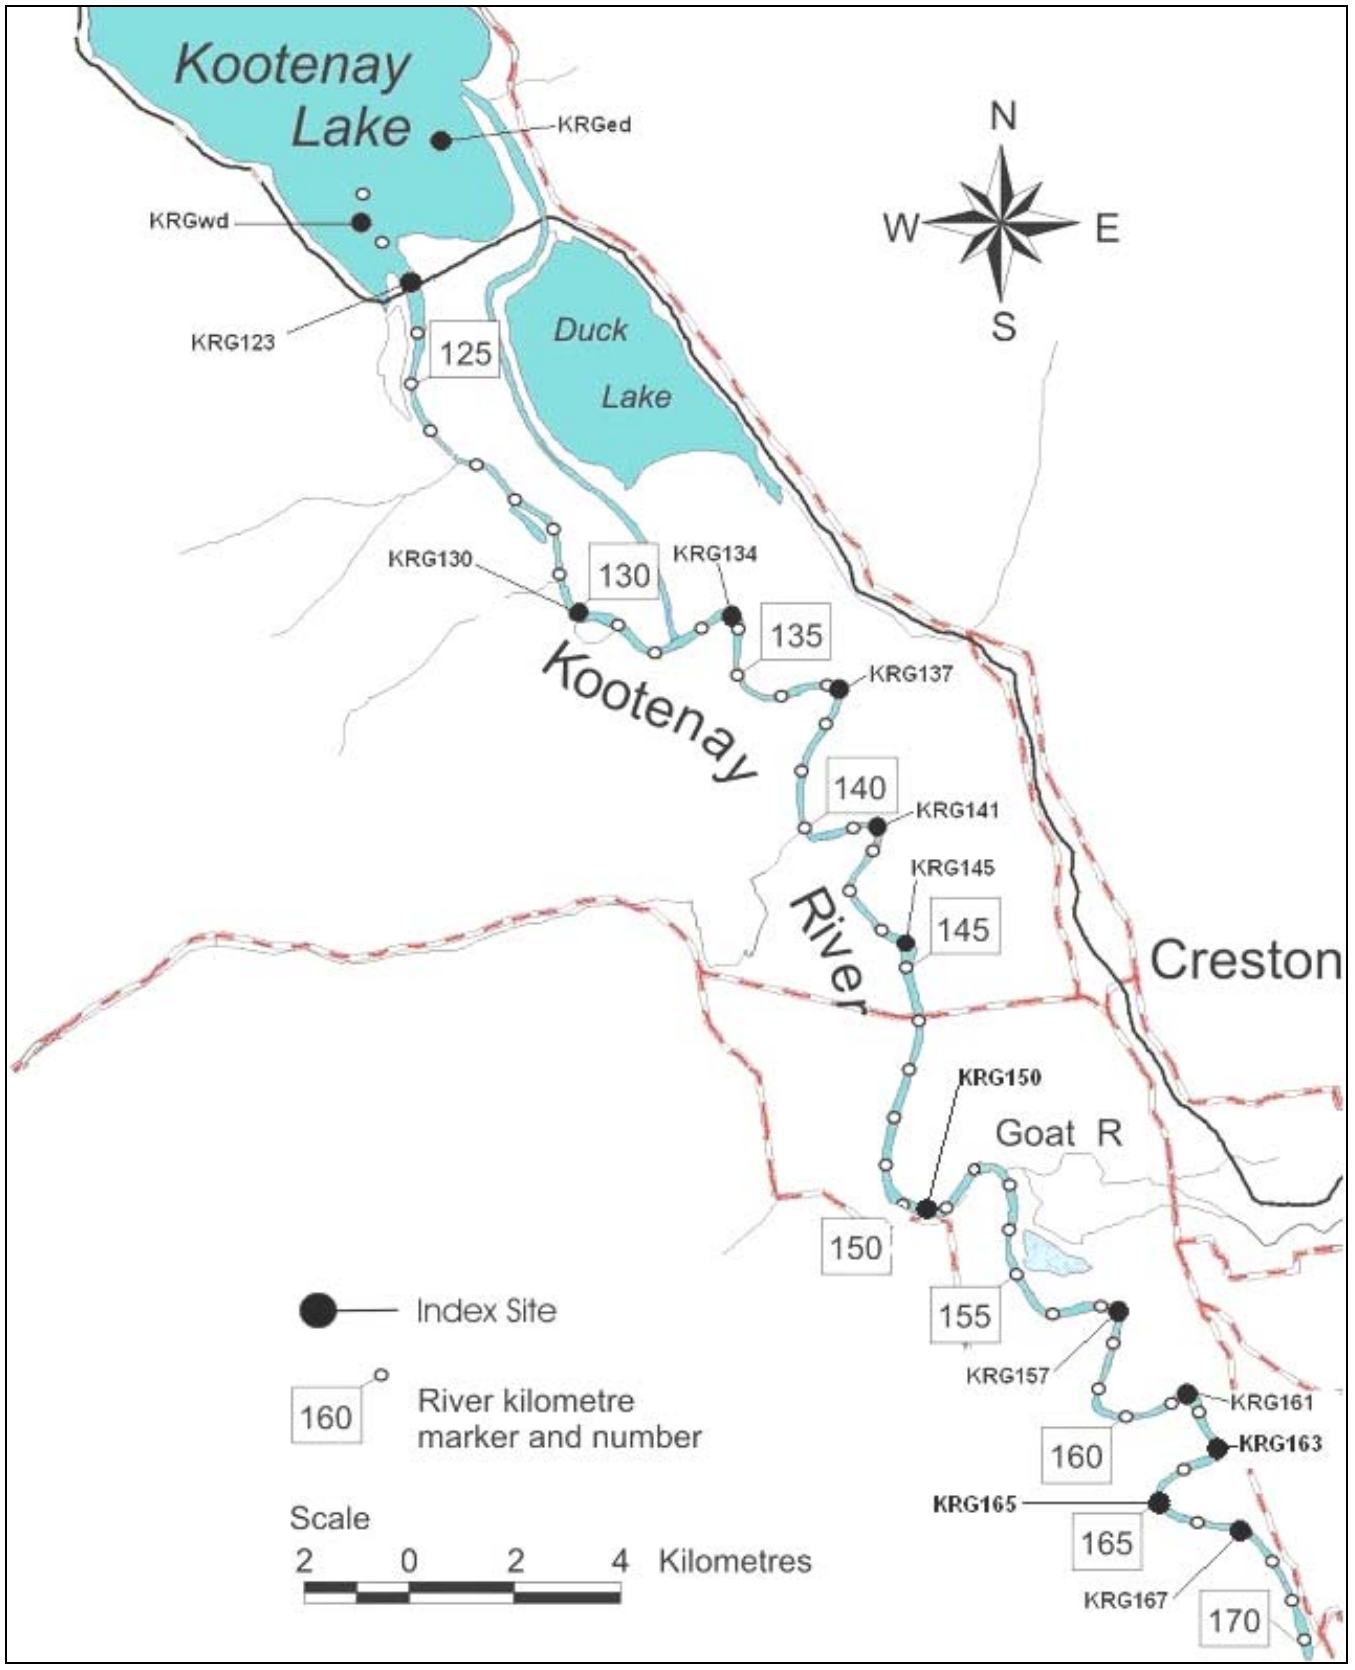 Kootenay
Lake
KRGed
N
KRGwd
W
E
S
KRG123
125
Duck
Lake
KRG130
130
KRG134
135
Kootenay
KRG137
140
KRG141
KRG145
River
145
Creston
KRG150
Goat R
150
155
Index Site
KRG157
160
River kilometre
marker and number
KRG161
160
KRG163
KRG165
165
Scale
2 0 2 4 Kilometres
KRG167
170